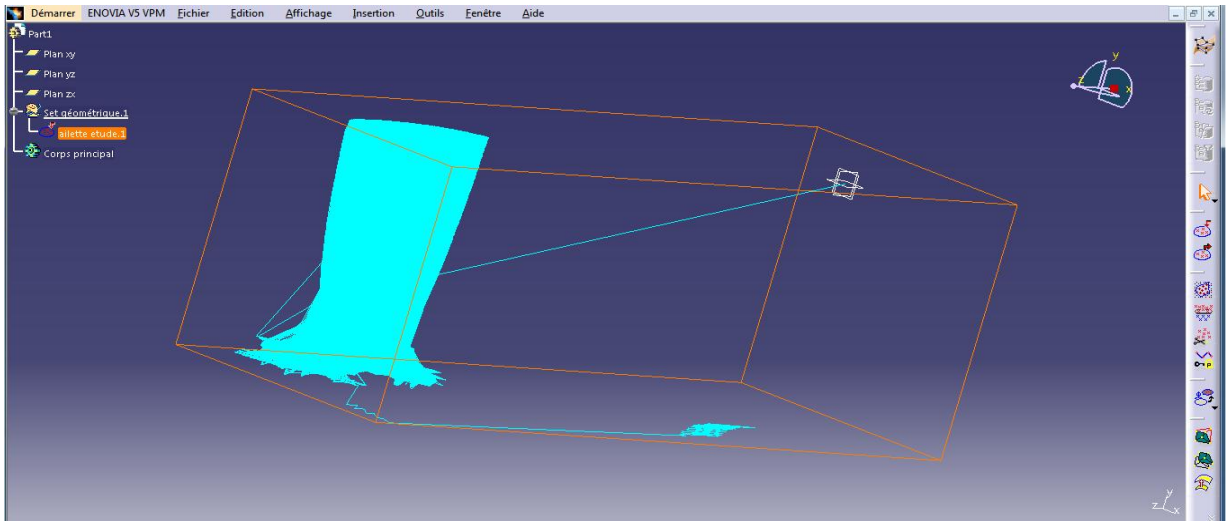 Démarrer ENOVIA V5 VPM Fichier Edition Affichage Insertion Outils Fenêtre Aide
Part1
Plan xy
Plan yz
Plan zx
Set géométrique.1
ailette etude.1
Corps principal
y
z
x
y
z
x